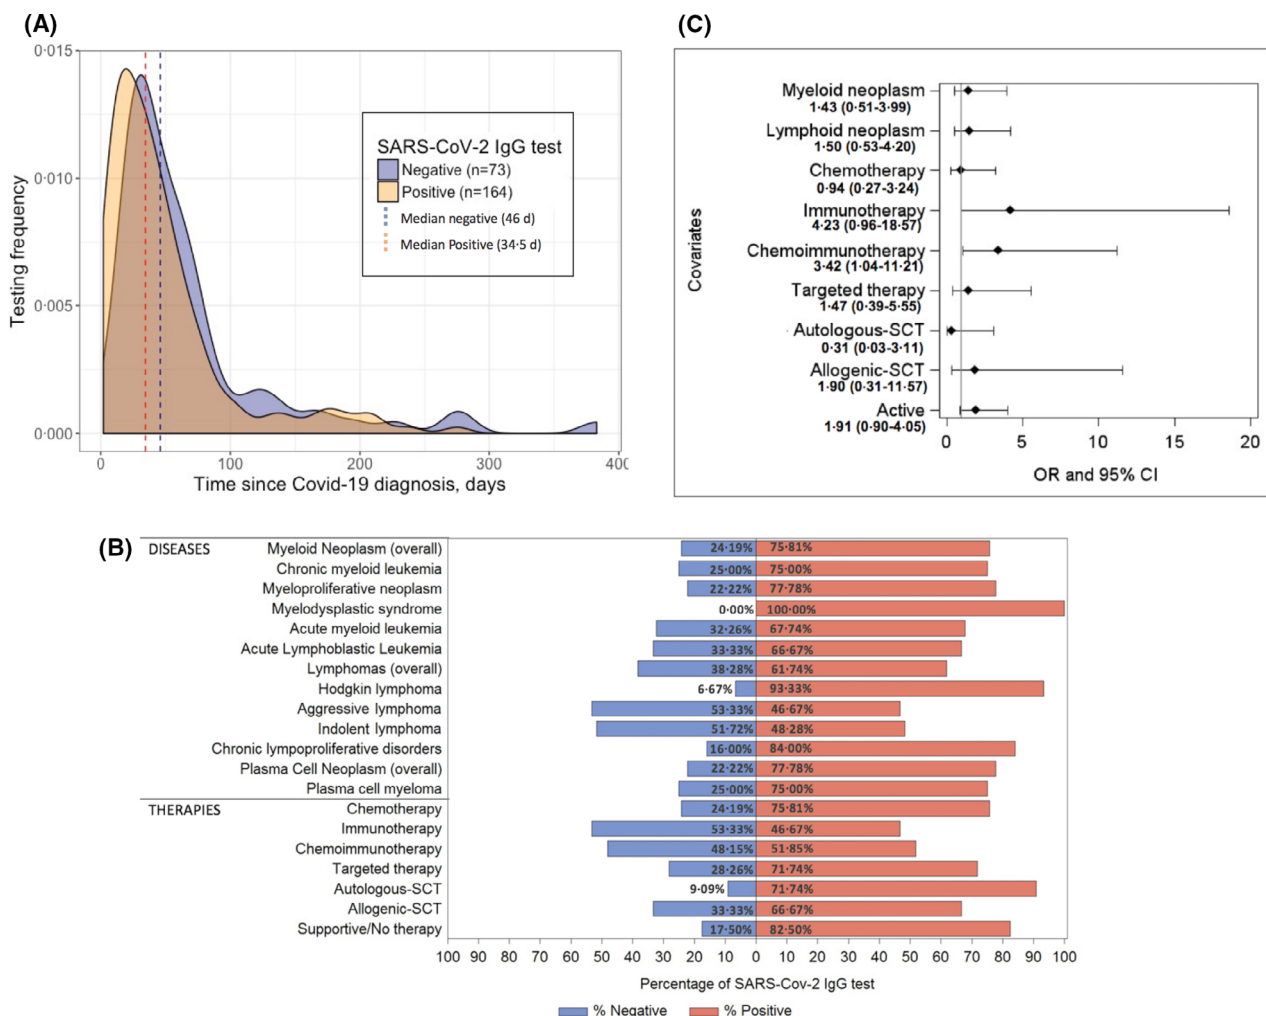 (A)
0·015
0·010
0·005
0·000
Testing frequency
SARS-CoV-2 IgG test
Negative (n=73)
Positive (n=164)
Median negative (46 d)
Median Positive (34·5 d)
0 100 200 300 400
Time since Covid-19 diagnosis, days
(C)
Covariates
Myeloid neoplasm
1·43 (0·51-3·99)
Lymphoid neoplasm
1·50 (0·53-4·20)
Chemotherapy
0·94 (0·27-3·24)
Immunotherapy
4·23 (0·96-18·57)
Chemoimmunotherapy
3·42 (1·04-11·21)
Targeted therapy
1·47 (0·39-5·55)
Autologous-SCT
0·31 (0·03-3·11)
Allogenic-SCT
1·90 (0·31-11·57)
Active
1·91 (0·90-4·05)
0 5 10 15 20
OR and 95% CI
(B)
DISEASES
Myeloid Neoplasm (overall) 24·19% 75·81%
Chronic myeloid leukemia 25·00% 75·00%
Myeloproliferative neoplasm 22·22% 77·78%
Myelodysplastic syndrome 0·00% 100·00%
Acute myeloid leukemia 32·26% 67·74%
Acute Lymphoblastic Leukemia 33·33% 66·67%
Lymphomas (overall) 38·28% 61·74%
Hodgkin lymphoma 6·67% 93·33%
Aggressive lymphoma 53·33% 46·67%
Indolent lymphoma 51·72% 48·28%
Chronic lympoproliferative disorders 16·00% 84·00%
Plasma Cell Neoplasm (overall) 22·22% 77·78%
Plasma cell myeloma 25·00% 75·00%
THERAPIES
Chemotherapy 24·19% 75·81%
Immunotherapy 53·33% 46·67%
Chemoimmunotherapy 48·15% 51·85%
Targeted therapy 28·26% 71·74%
Autologous-SCT 9·09% 71·74%
Allogenic-SCT 33·33% 66·67%
Supportive/No therapy 17·50% 82·50%
100 90 80 70 60 50 40 30 20 10 0 10 20 30 40 50 60 70 80 90 100
Percentage of SARS-Cov-2 IgG test
% Negative % Positive